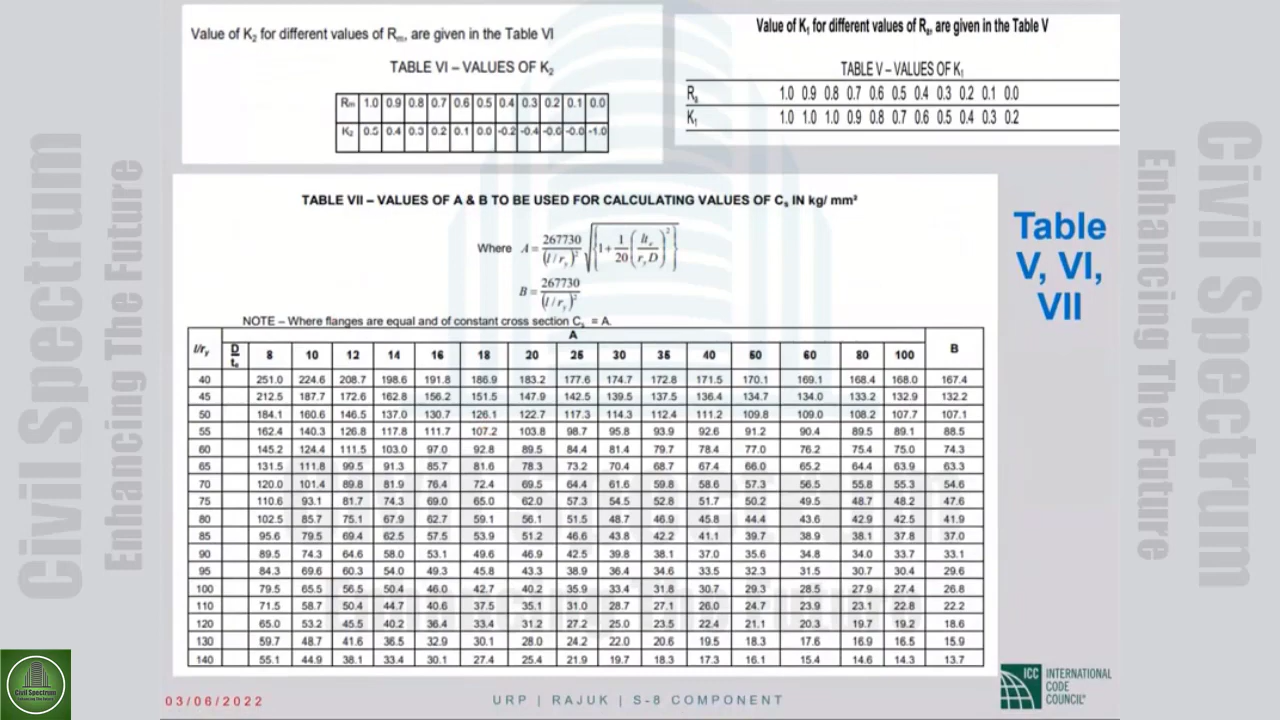 Value of K2 for different values of Rm, are given in the Table VI
TABLE VI – VALUES OF K2
Rm 1.0 0.9 0.8 0.7 0.6 0.5 0.4 0.3 0.2 0.1 0.0
K2 0.5 0.4 0.3 0.2 0.1 0.0 -0.2 -0.4 -0.6 -0.0 -1.0
Value of K1 for different values of Ra, are given in the Table V
TABLE V – VALUES OF K1
Ra 1.0 0.9 0.8 0.7 0.6 0.5 0.4 0.3 0.2 0.1 0.0
K1 1.0 1.0 1.0 0.9 0.8 0.7 0.6 0.5 0.4 0.3 0.2
TABLE VII – VALUES OF A & B TO BE USED FOR CALCULATING VALUES OF Cs IN kg/ mm²
Where A = 267730 / (l / ry)² √{1 + 1/20 (lte / ryD)²}
B = 267730 / (l / ry)²
NOTE – Where flanges are equal and of constant cross section Cs = A.
A
l/ry D/te 8 10 12 14 16 18 20 25 30 35 40 50 60 80 100 B
40 251.0 224.6 208.7 198.6 191.8 186.9 183.2 177.6 174.7 172.8 171.5 170.1 169.1 168.4 168.0 167.4
45 212.5 187.7 172.6 162.8 156.2 151.5 147.9 142.5 139.5 137.5 136.4 134.7 134.0 133.2 132.9 132.2
50 184.1 160.6 146.5 137.0 130.7 126.1 122.7 117.3 114.3 112.4 111.2 109.8 109.0 108.2 107.7 107.1
55 162.4 140.3 126.8 117.8 111.7 107.2 103.8 98.7 95.8 93.9 92.6 91.2 90.4 89.5 89.1 88.5
60 145.2 124.4 111.5 103.0 97.0 92.8 89.5 84.4 81.4 79.7 78.4 77.0 76.2 75.4 75.0 74.3
65 131.5 111.8 99.5 91.3 85.7 81.6 78.3 73.2 70.4 68.7 67.4 66.0 65.2 64.4 63.9 63.3
70 120.0 101.4 89.8 81.9 76.4 72.4 69.5 64.4 61.6 59.8 58.6 57.3 56.5 55.8 55.3 54.6
75 110.6 93.1 81.7 74.3 69.0 65.0 62.0 57.3 54.5 52.8 51.7 50.2 49.5 48.7 48.2 47.6
80 102.5 85.7 75.1 67.9 62.7 59.1 56.1 51.5 48.7 46.9 45.8 44.4 43.6 42.9 42.5 41.9
85 95.6 79.5 69.4 62.5 57.5 53.9 51.2 46.6 43.8 42.2 41.1 39.7 38.9 38.1 37.8 37.0
90 89.5 74.3 64.6 58.0 53.1 49.6 46.9 42.5 39.8 38.1 37.0 35.6 34.8 34.0 33.7 33.1
95 84.3 69.6 60.3 54.0 49.3 45.8 43.3 38.9 36.4 34.6 33.5 32.3 31.5 30.7 30.4 29.6
100 79.5 65.5 56.5 50.4 46.0 42.7 40.2 35.9 33.4 31.8 30.7 29.3 28.5 27.9 27.4 26.8
110 71.5 58.7 50.4 44.7 40.6 37.5 35.1 31.0 28.7 27.1 26.0 24.7 23.9 23.1 22.8 22.2
120 65.0 53.2 45.5 40.2 36.4 33.4 31.2 27.2 25.0 23.5 22.4 21.1 20.3 19.7 19.2 18.6
130 59.7 48.7 41.6 36.5 32.9 30.1 28.0 24.2 22.0 20.6 19.5 18.3 17.6 16.9 16.5 15.9
140 55.1 44.9 38.1 33.4 30.1 27.4 25.4 21.9 19.7 18.3 17.3 16.1 15.4 14.6 14.3 13.7
Table
V, VI,
VII
Civil Spectrum
Enhancing The Future
Civil Spectrum
Enhancing The Future
Civil Spectrum
03/06/2022
URP | RAJUK | S-8 COMPONENT
ICC INTERNATIONAL
CODE
COUNCIL